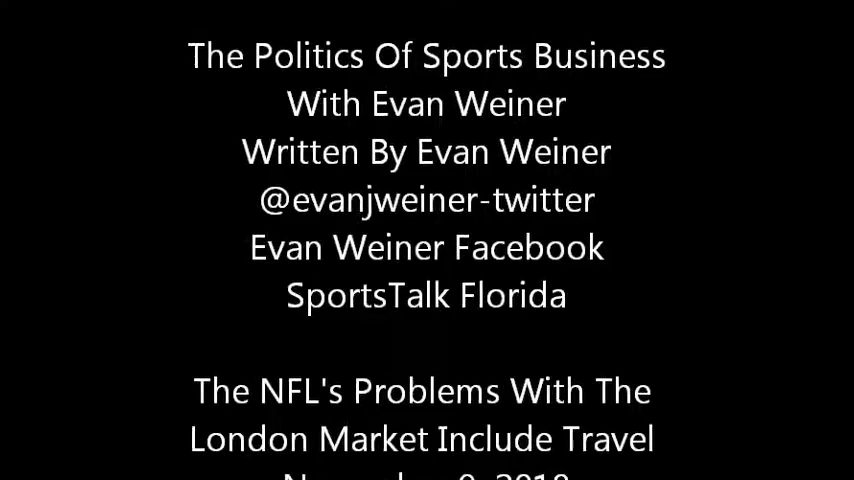 The Politics Of Sports Business
With Evan Weiner
Written By Evan Weiner
@evanjweiner-twitter
Evan Weiner Facebook
SportsTalk Florida
The NFL's Problems With The
London Market Include Travel